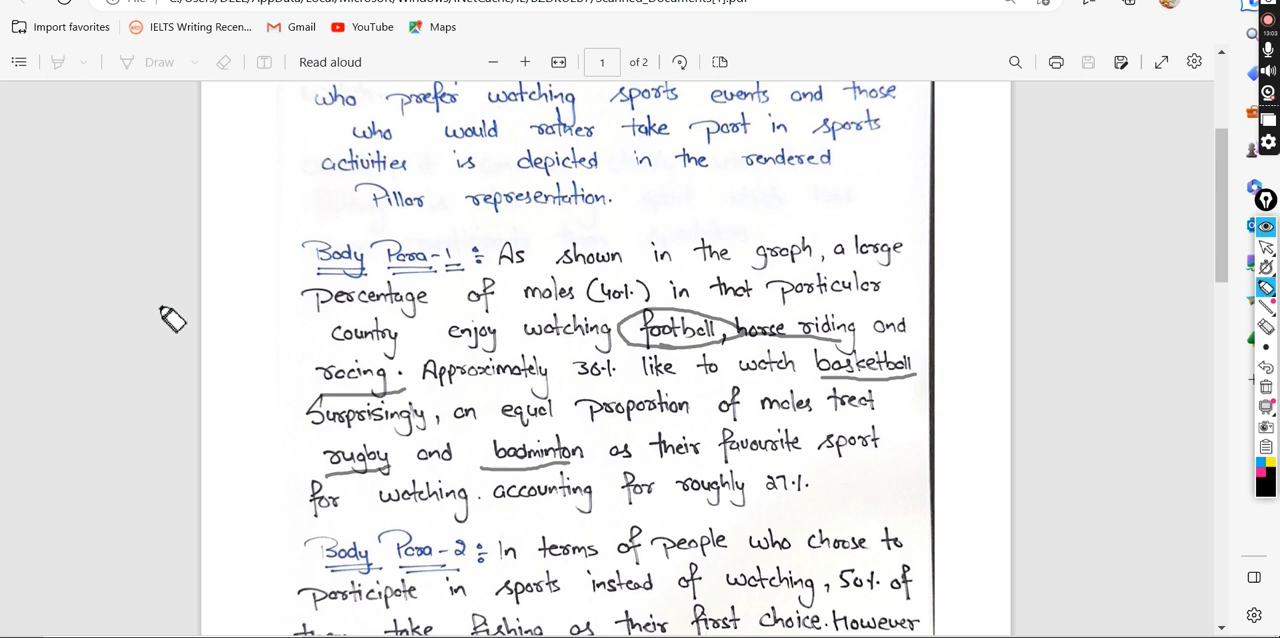 File
Import favorites IELTS Writing Recen... Gmail YouTube Maps
Draw Read aloud 1 of 2
13:03
who prefer watching sports events and those
who would rather take part in sports
activities is depicted in the rendered
Pillar representation.
Body Para-1 : As shown in the graph, a large
percentage of males (40%) in that particular
country enjoy watching football, horse riding and
racing. Approximately 36% like to watch basketball
Surprisingly, an equal proportion of males treat
rugby and badminton as their favourite sport
for watching. accounting for roughly 27%.
Body Para-2 : In terms of people who choose to
participate in sports instead of watching, 50% of
take fishing as their first choice. However